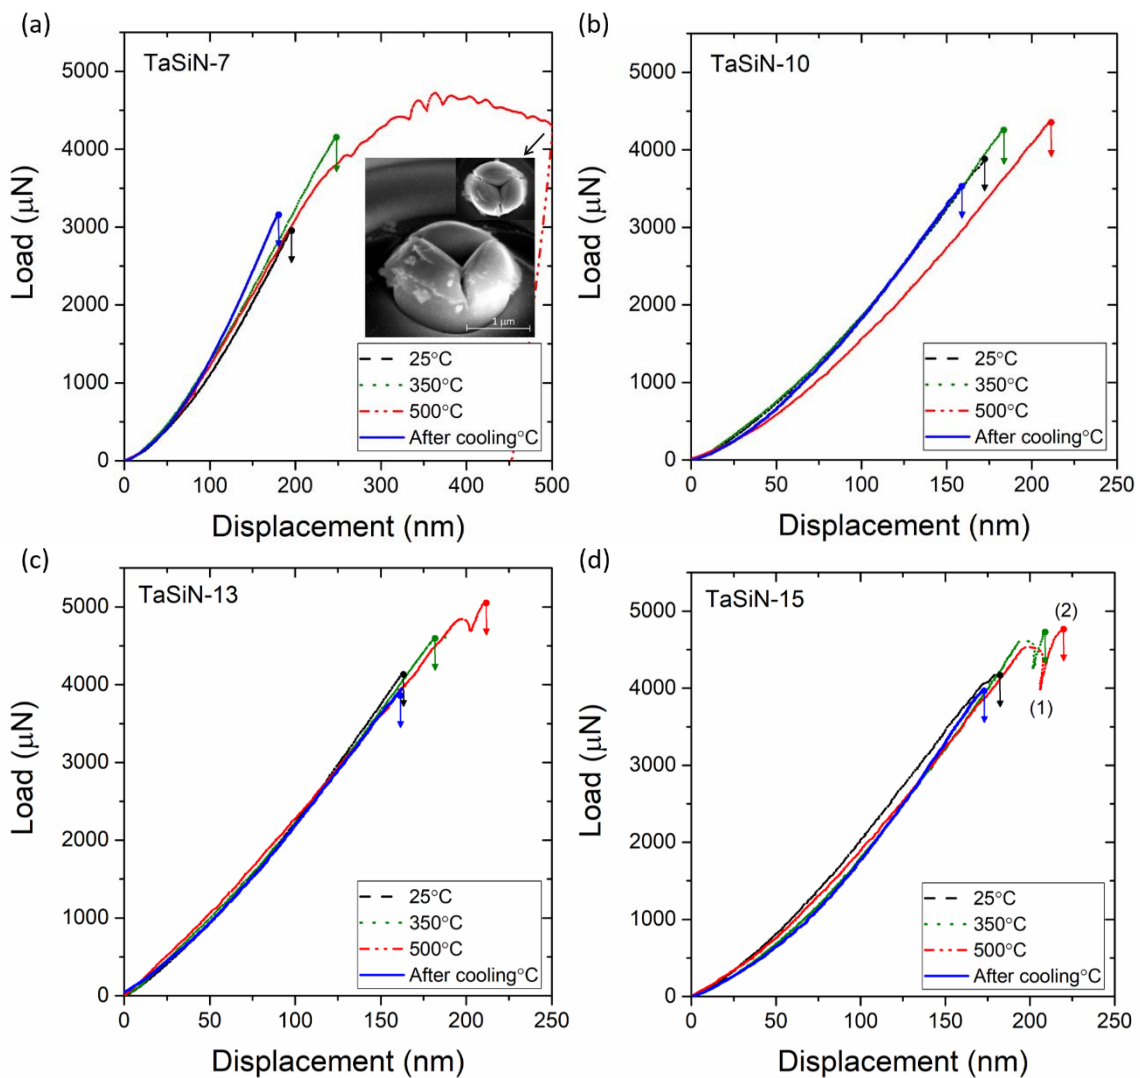 (a)
TaSiN-7
5000
4000
3000
2000
1000
0
Load (μN)
0 100 200 300 400 500
Displacement (nm)
1 μm
25°C
350°C
500°C
After cooling°C
(b)
TaSiN-10
5000
4000
3000
2000
1000
0
Load (μN)
0 50 100 150 200 250
Displacement (nm)
25°C
350°C
500°C
After cooling°C
(c)
TaSiN-13
5000
4000
3000
2000
1000
0
Load (μN)
0 50 100 150 200 250
Displacement (nm)
25°C
350°C
500°C
After cooling°C
(d)
TaSiN-15
(2)
(1)
5000
4000
3000
2000
1000
0
Load (μN)
0 50 100 150 200 250
Displacement (nm)
25°C
350°C
500°C
After cooling°C